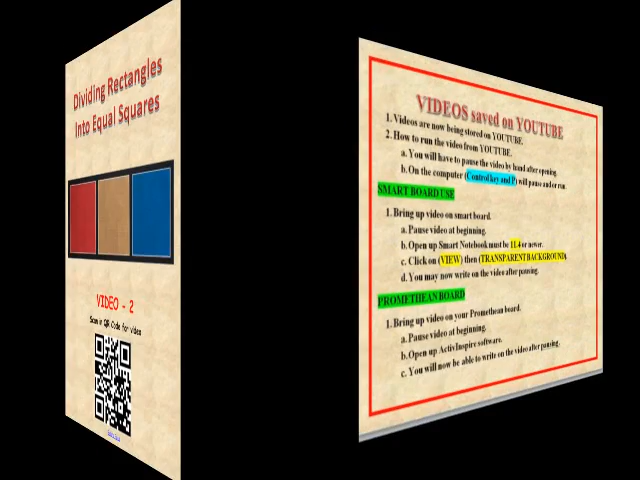 Dividing Rectangles
Into Equal Squares
VIDEO - 2
Scan QR Code for video
VIDEOS saved on YOUTUBE
1. Videos are now being stored on YOUTUBE.
2. How to run the video from YOUTUBE.
a. You will have to pause the video by hand after opening.
b. On the computer (Control key and P) will pause and or run.
SMART BOARD USE
1. Bring up video on smart board.
a. Pause video at beginning.
b. Open up Smart Notebook must be 11.4 or newer.
c. Click on (VIEW) then (TRANSPARENT BACKGROUND).
d. You may now write on the video after pausing.
PROMETHEAN BOARD
1. Bring up video on your Promethean board.
a. Pause video at beginning.
b. Open up ActivInspire software.
c. You will now be able to write on the video after pausing.